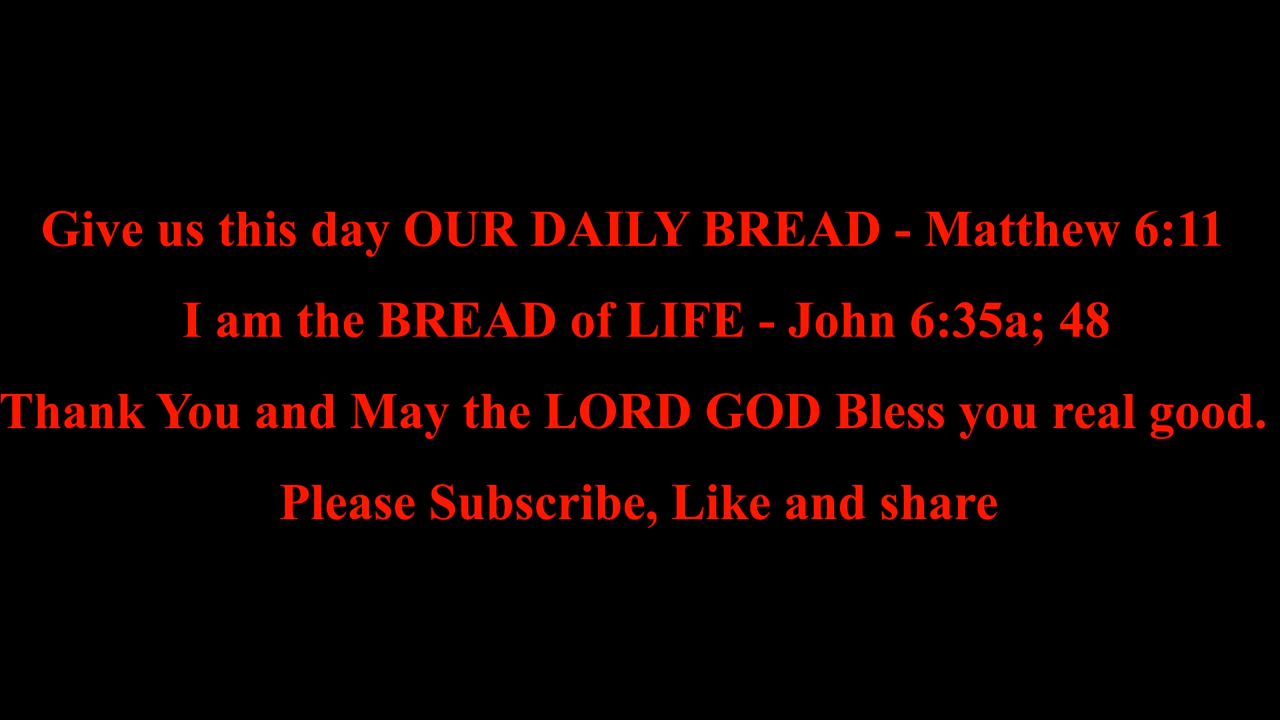 Give us this day OUR DAILY BREAD - Matthew 6:11
I am the BREAD of LIFE - John 6:35a; 48
Thank You and May the LORD GOD Bless you real good.
Please Subscribe, Like and share